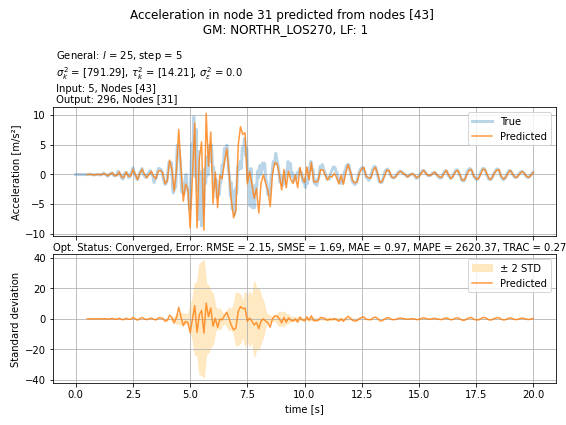 Acceleration in node 31 predicted from nodes [43]
GM: NORTHR_LOS270, LF: 1
General: l = 25, step = 5
σ²ₖ = [791.29], τ²ₖ = [14.21], σ²ε = 0.0
Input: 5, Nodes [43]
Output: 296, Nodes [31]
Acceleration [m/s²]
10
5
0
−5
−10
True
Predicted
Opt. Status: Converged, Error: RMSE = 2.15, SMSE = 1.69, MAE = 0.97, MAPE = 2620.37, TRAC = 0.27
Standard deviation
40
20
0
−20
−40
± 2 STD
Predicted
0.0 2.5 5.0 7.5 10.0 12.5 15.0 17.5 20.0
time [s]